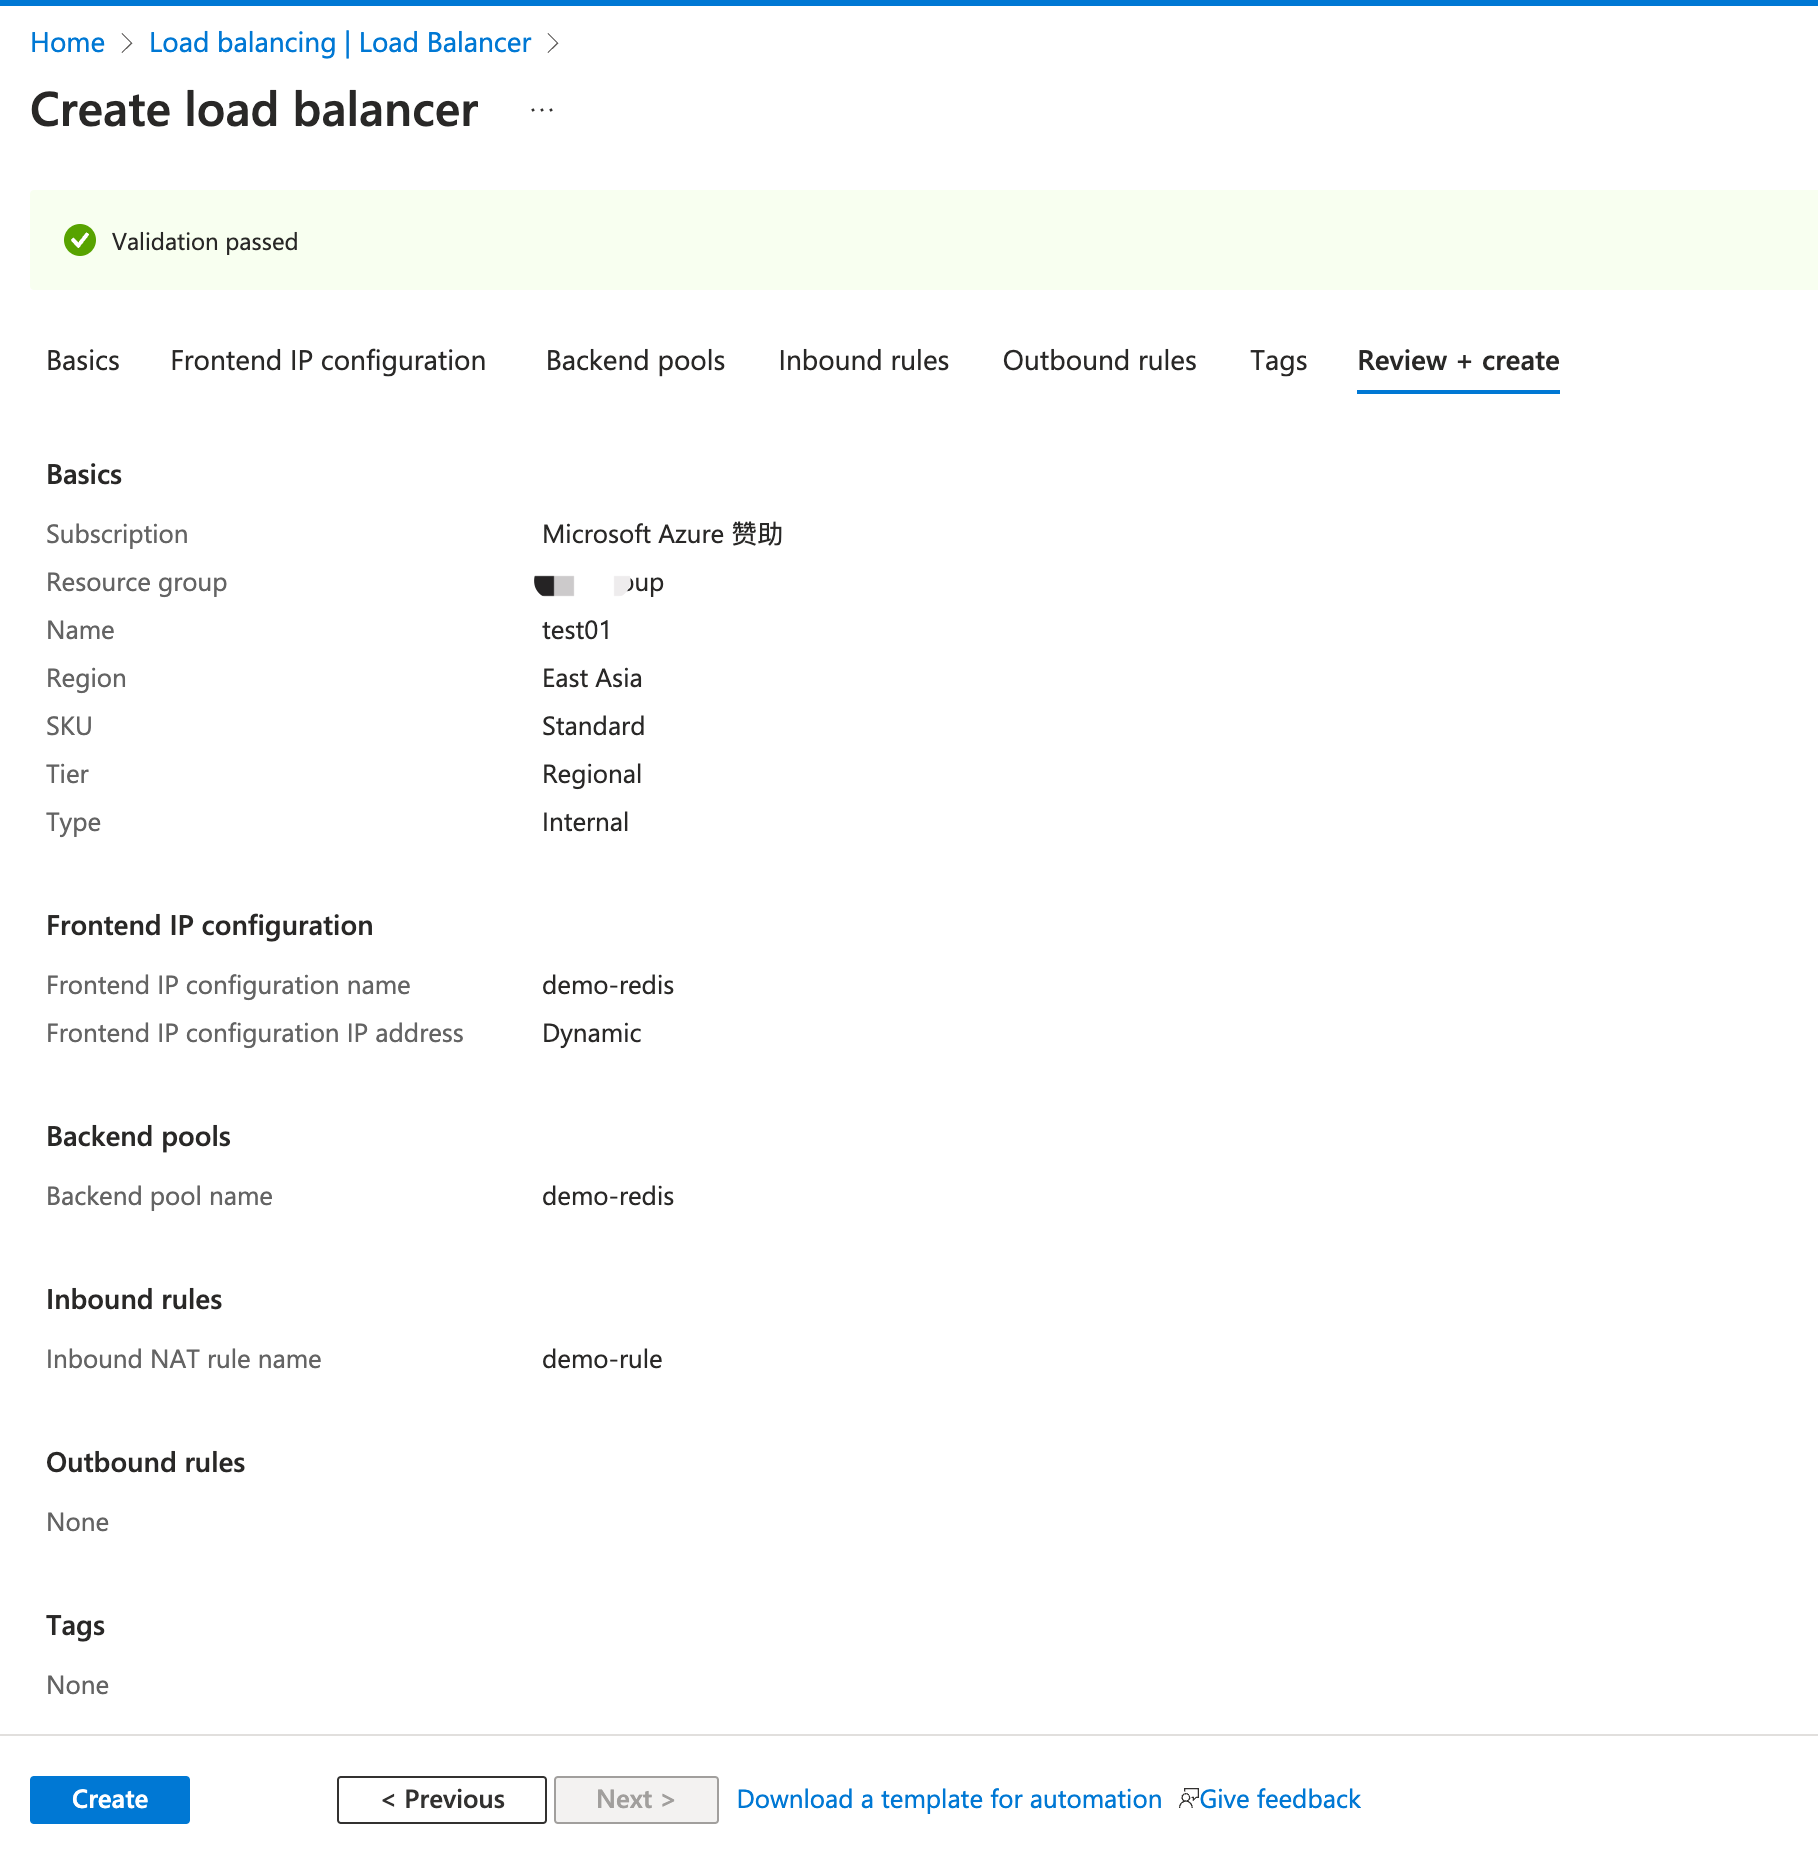 Home > Load balancing | Load Balancer >
Create load balancer ...
Validation passed
Basics Frontend IP configuration Backend pools Inbound rules Outbound rules Tags Review + create
Basics
Subscription Microsoft Azure 赞助
Resource group
Name test01
Region East Asia
SKU Standard
Tier Regional
Type Internal
Frontend IP configuration
Frontend IP configuration name demo-redis
Frontend IP configuration IP address Dynamic
Backend pools
Backend pool name demo-redis
Inbound rules
Inbound NAT rule name demo-rule
Outbound rules
None
Tags
None
Create < Previous Next > Download a template for automation Give feedback